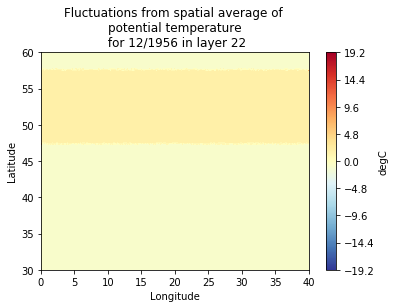 Fluctuations from spatial average of
potential temperature
for 12/1956 in layer 22
60
55
50
45
40
35
30
Latitude
0 5 10 15 20 25 30 35 40
Longitude
19.2
14.4
9.6
4.8
0.0
−4.8
−9.6
−14.4
−19.2
degC